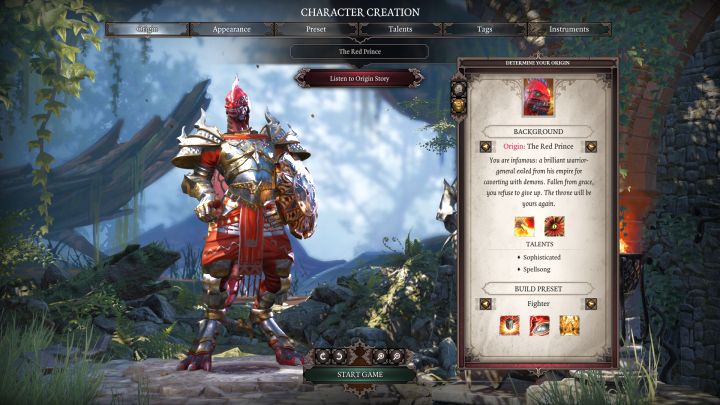 CHARACTER CREATION
Origin
Appearance
Preset
Talents
Tags
Instruments
The Red Prince
Listen to Origin Story
DETERMINE YOUR ORIGIN
BACKGROUND
Origin: The Red Prince
You are infamous: a brilliant warrior-
general exiled from his empire for
cavorting with demons. Fallen from grace,
you refuse to give up. The throne will be
yours again.
TALENTS
Sophisticated
Spellsong
BUILD PRESET
Fighter
START GAME